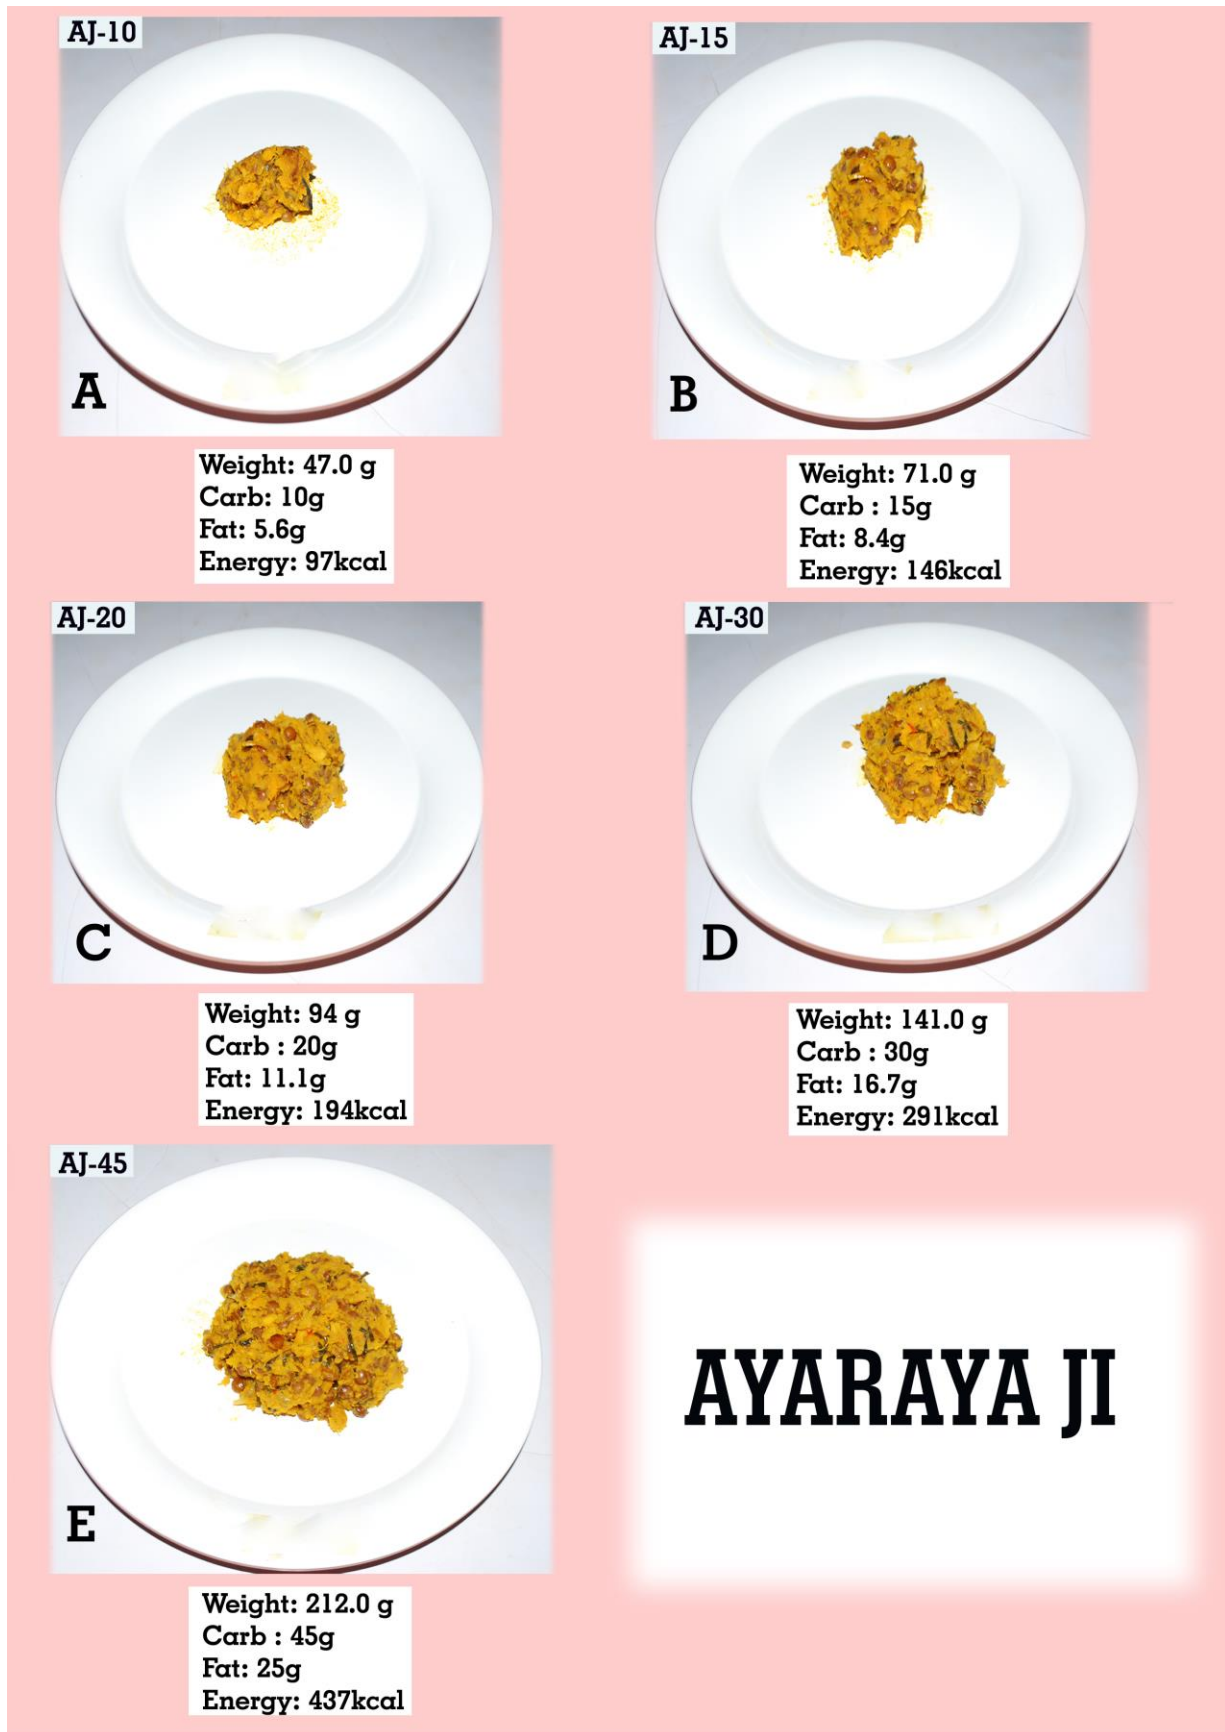 AJ-10
A
Weight: 47.0 g
Carb: 10g
Fat: 5.6g
Energy: 97kcal
AJ-15
B
Weight: 71.0 g
Carb : 15g
Fat: 8.4g
Energy: 146kcal
AJ-20
C
Weight: 94 g
Carb : 20g
Fat: 11.1g
Energy: 194kcal
AJ-30
D
Weight: 141.0 g
Carb : 30g
Fat: 16.7g
Energy: 291kcal
AJ-45
E
Weight: 212.0 g
Carb : 45g
Fat: 25g
Energy: 437kcal
AYARAYA JI